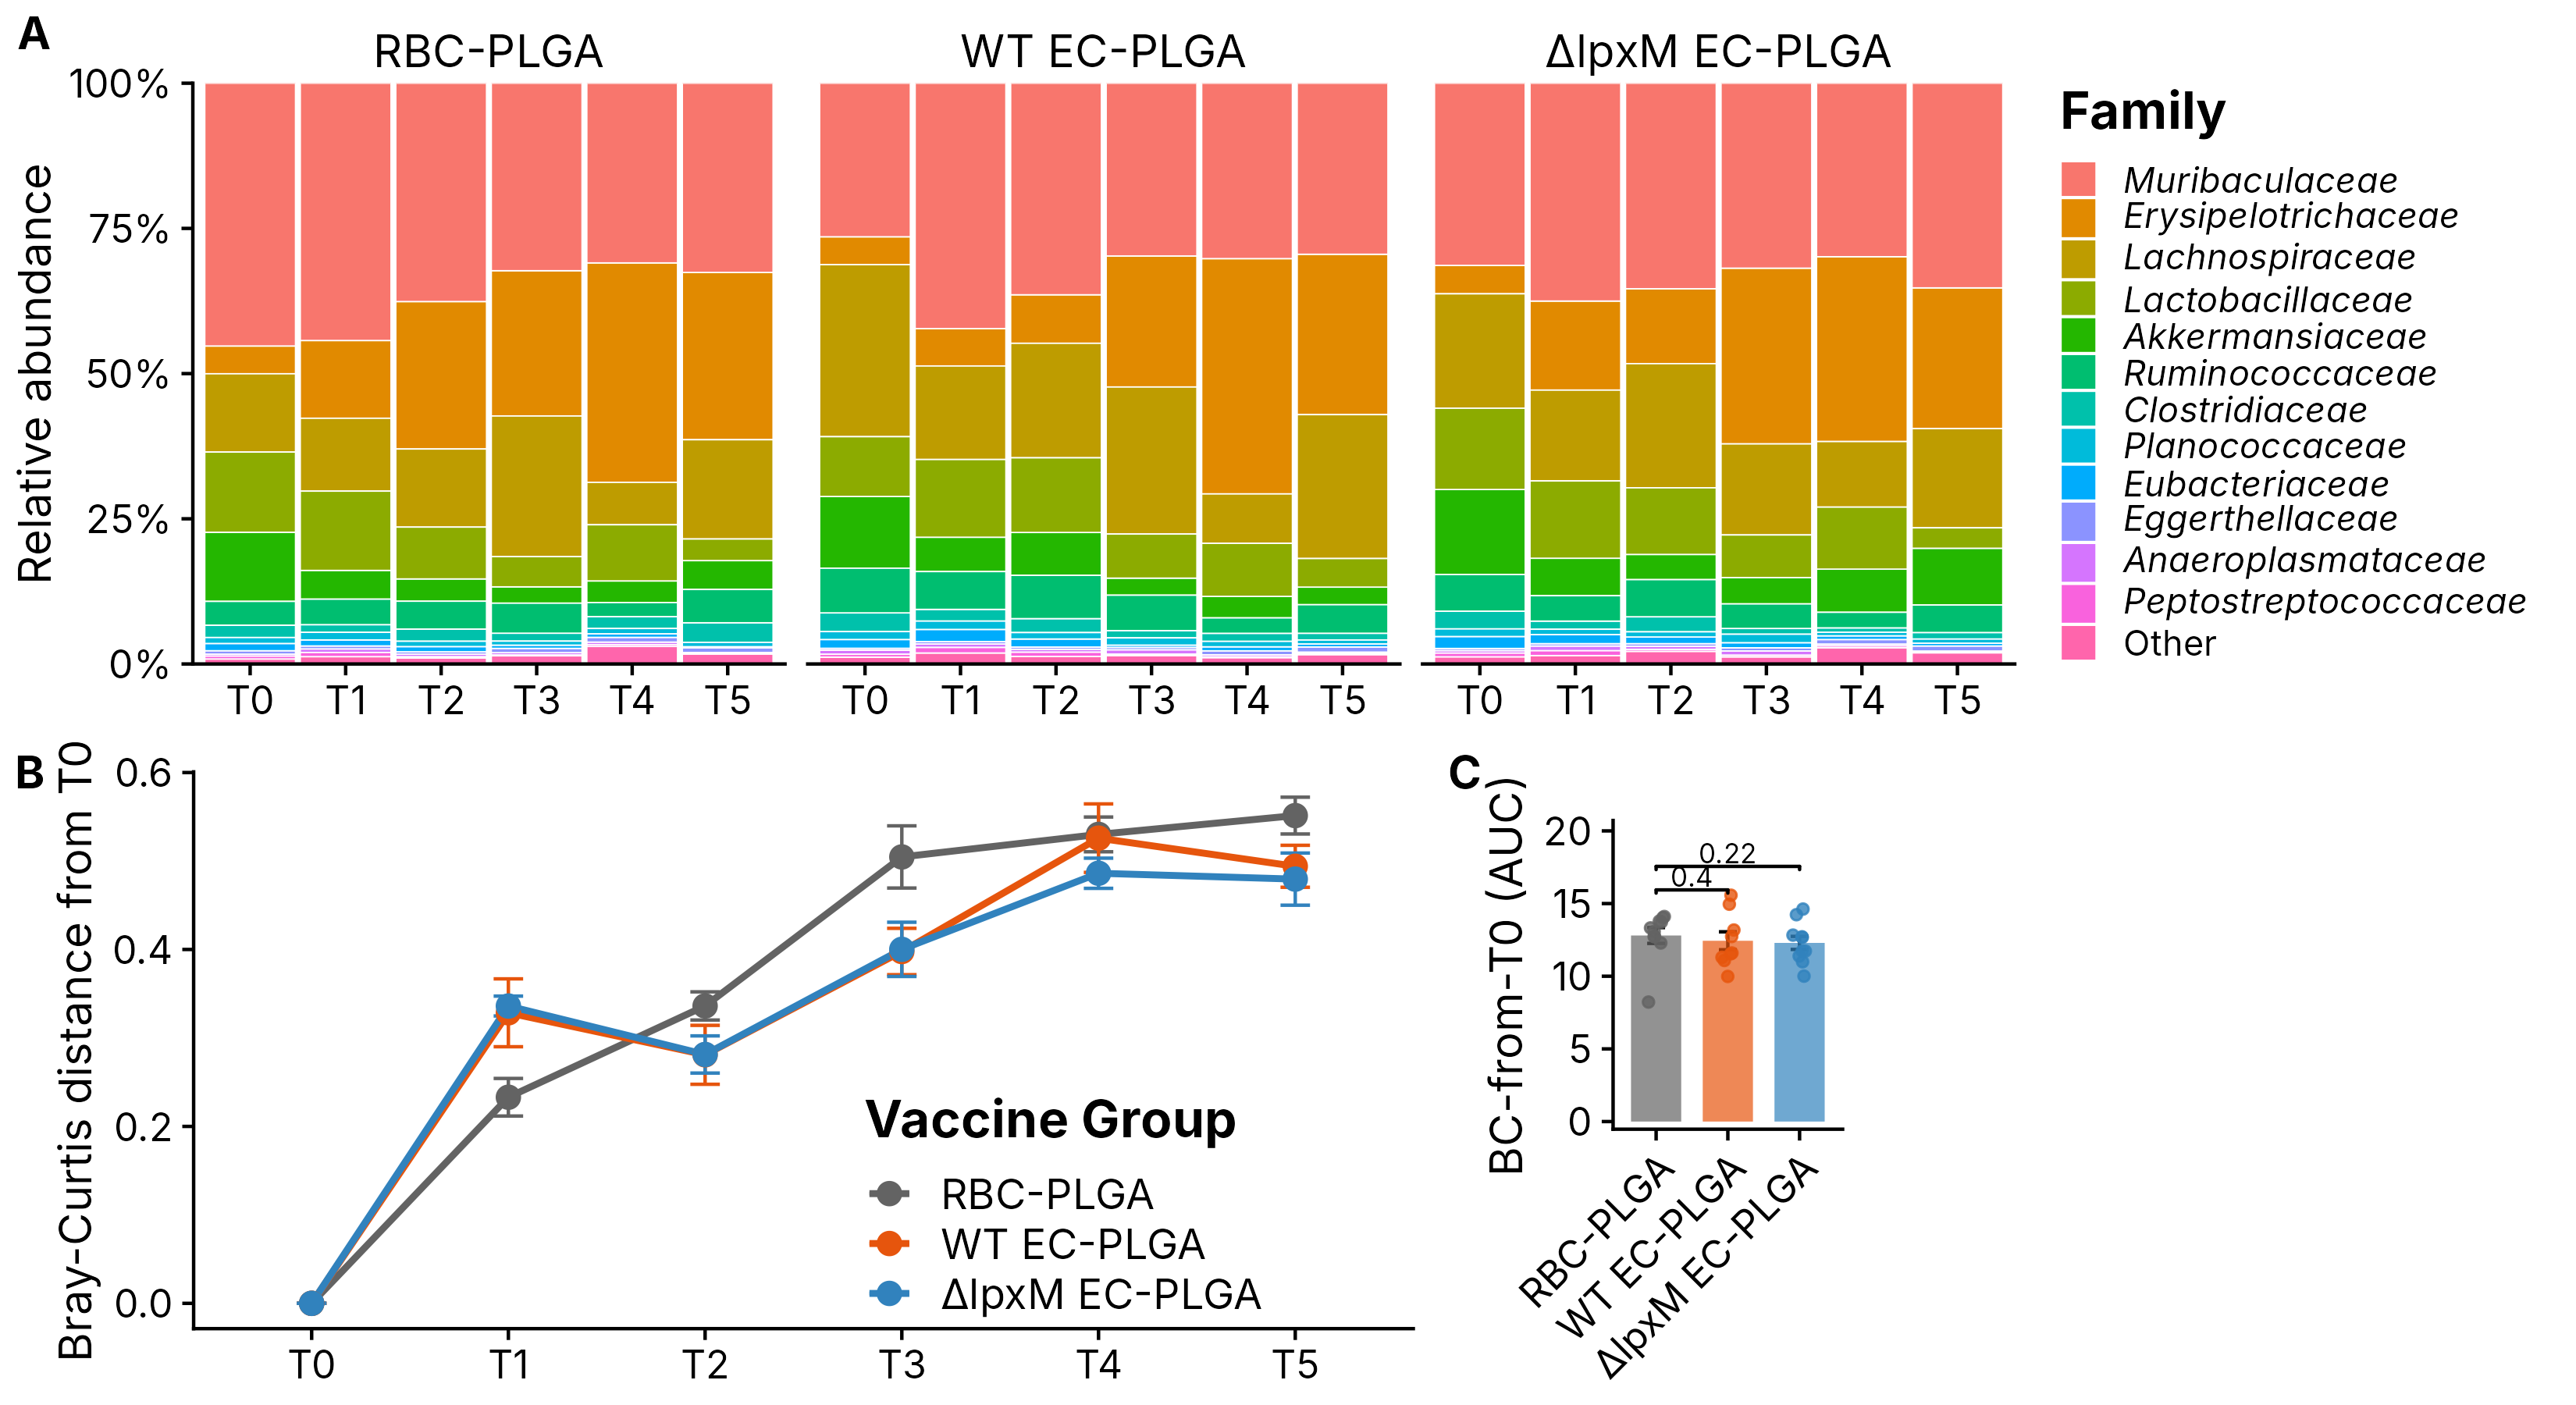 A
RBC-PLGA
WT EC-PLGA
ΔlpxM EC-PLGA
Relative abundance
100%
75%
50%
25%
0%
T0 T1 T2 T3 T4 T5
T0 T1 T2 T3 T4 T5
T0 T1 T2 T3 T4 T5
Family
Muribaculaceae
Erysipelotrichaceae
Lachnospiraceae
Lactobacillaceae
Akkermansiaceae
Ruminococcaceae
Clostridiaceae
Planococcaceae
Eubacteriaceae
Eggerthellaceae
Anaeroplasmataceae
Peptostreptococcaceae
Other
B
Bray-Curtis distance from T0
0.6
0.4
0.2
0.0
T0 T1 T2 T3 T4 T5
Vaccine Group
RBC-PLGA
WT EC-PLGA
ΔlpxM EC-PLGA
C
BC-from-T0 (AUC)
20
15
10
5
0
0.22
0.4
RBC-PLGA
WT EC-PLGA
ΔlpxM EC-PLGA